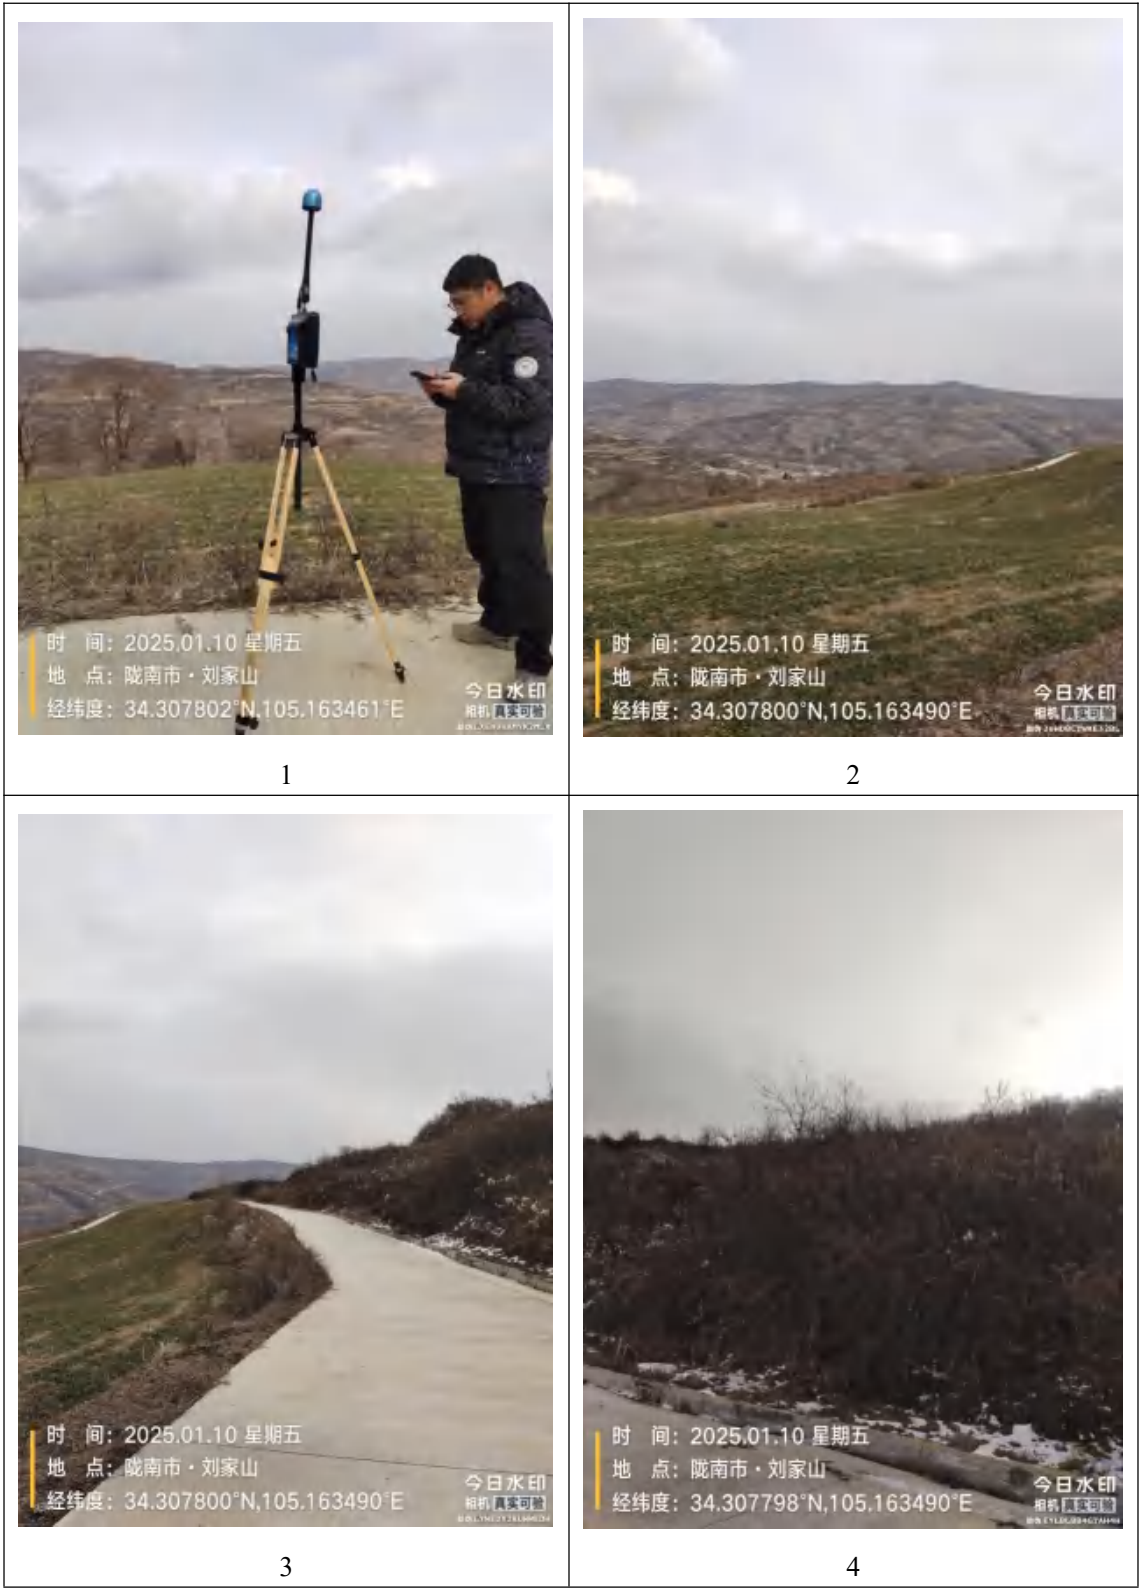 时 间：2025.01.10 星期五
地 点：陇南市·刘家山
经纬度：34.307802°N,105.163461°E
今日水印
相机 真实可验
1
时 间：2025.01.10 星期五
地 点：陇南市·刘家山
经纬度：34.307800°N,105.163490°E
今日水印
相机 真实可验
2
时 间：2025.01.10 星期五
地 点：陇南市·刘家山
经纬度：34.307800°N,105.163490°E
今日水印
相机 真实可验
3
时 间：2025.01.10 星期五
地 点：陇南市·刘家山
经纬度：34.307798°N,105.163490°E
今日水印
相机 真实可验
4